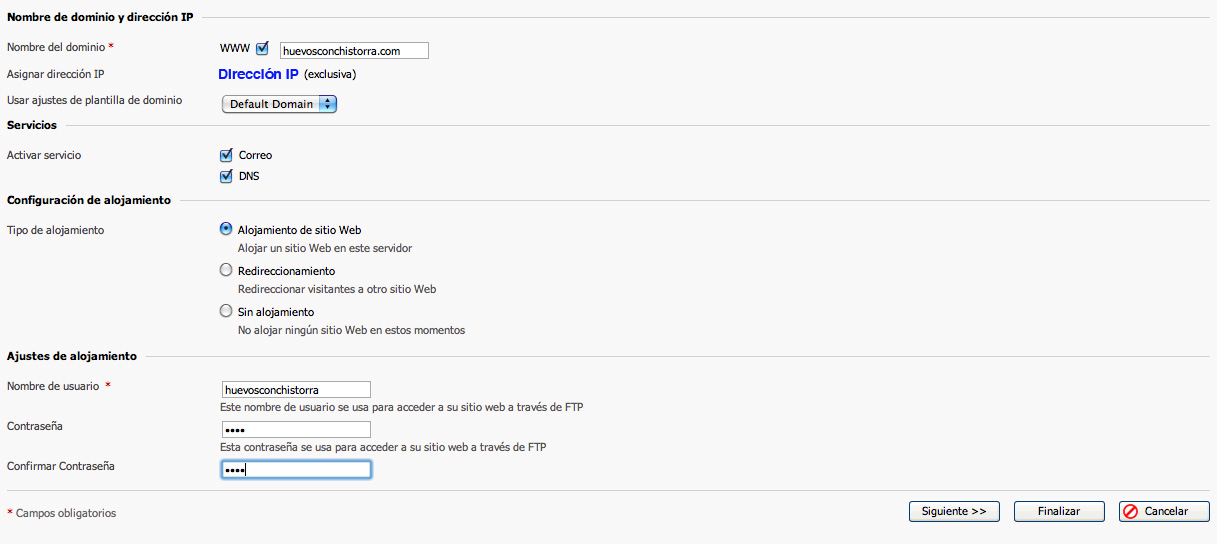 Nombre de dominio y dirección IP
Nombre del dominio * WWW huevosconchistorra.com
Asignar dirección IP Dirección IP (exclusiva)
Usar ajustes de plantilla de dominio Default Domain
Servicios
Activar servicio Correo
DNS
Configuración de alojamiento
Tipo de alojamiento Alojamiento de sitio Web
Alojar un sitio Web en este servidor
Redireccionamiento
Redireccionar visitantes a otro sitio Web
Sin alojamiento
No alojar ningún sitio Web en estos momentos
Ajustes de alojamiento
Nombre de usuario * huevosconchistorra
Este nombre de usuario se usa para acceder a su sitio web a través de FTP
Contraseña ••••
Esta contraseña se usa para acceder a su sitio web a través de FTP
Confirmar Contraseña ••••
* Campos obligatorios Siguiente >> Finalizar Cancelar